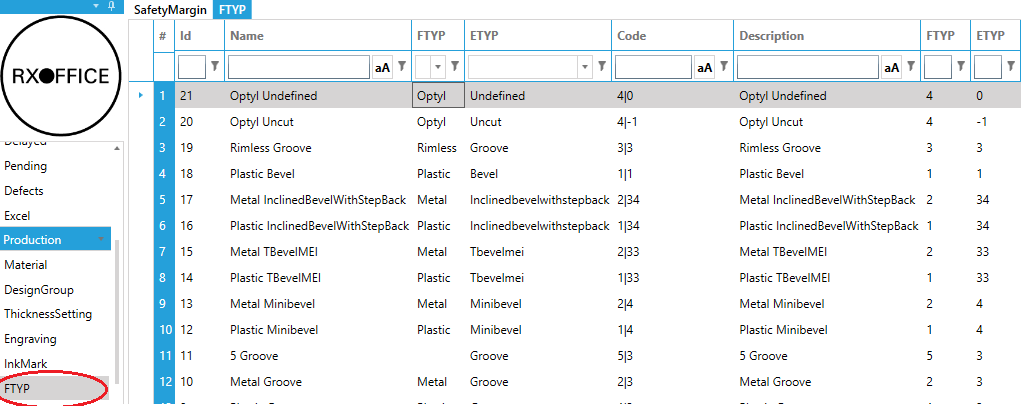 SafetyMargin FTYP
# Id Name FTYP ETYP Code Description FTYP ETYP
aA aA aA
RXOFFICE
1 21 Optyl Undefined Optyl Undefined 4|0 Optyl Undefined 4 0
2 20 Optyl Uncut Optyl Uncut 4|-1 Optyl Uncut 4 -1
3 19 Rimless Groove Rimless Groove 3|3 Rimless Groove 3 3
4 18 Plastic Bevel Plastic Bevel 1|1 Plastic Bevel 1 1
5 17 Metal InclinedBevelWithStepBack Metal Inclinedbevelwithstepback 2|34 Metal InclinedBevelWithStepBack 2 34
6 16 Plastic InclinedBevelWithStepBack Plastic Inclinedbevelwithstepback 1|34 Plastic InclinedBevelWithStepBack 1 34
7 15 Metal TBevelMEI Metal Tbevelmei 2|33 Metal TBevelMEI 2 33
8 14 Plastic TBevelMEI Plastic Tbevelmei 1|33 Plastic TBevelMEI 1 33
9 13 Metal Minibevel Metal Minibevel 2|4 Metal Minibevel 2 4
10 12 Plastic Minibevel Plastic Minibevel 1|4 Plastic Minibevel 1 4
11 11 5 Groove Groove 5|3 5 Groove 5 3
12 10 Metal Groove Metal Groove 2|3 Metal Groove 2 3
Delayed
Pending
Defects
Excel
Production
Material
DesignGroup
ThicknessSetting
Engraving
InkMark
FTYP